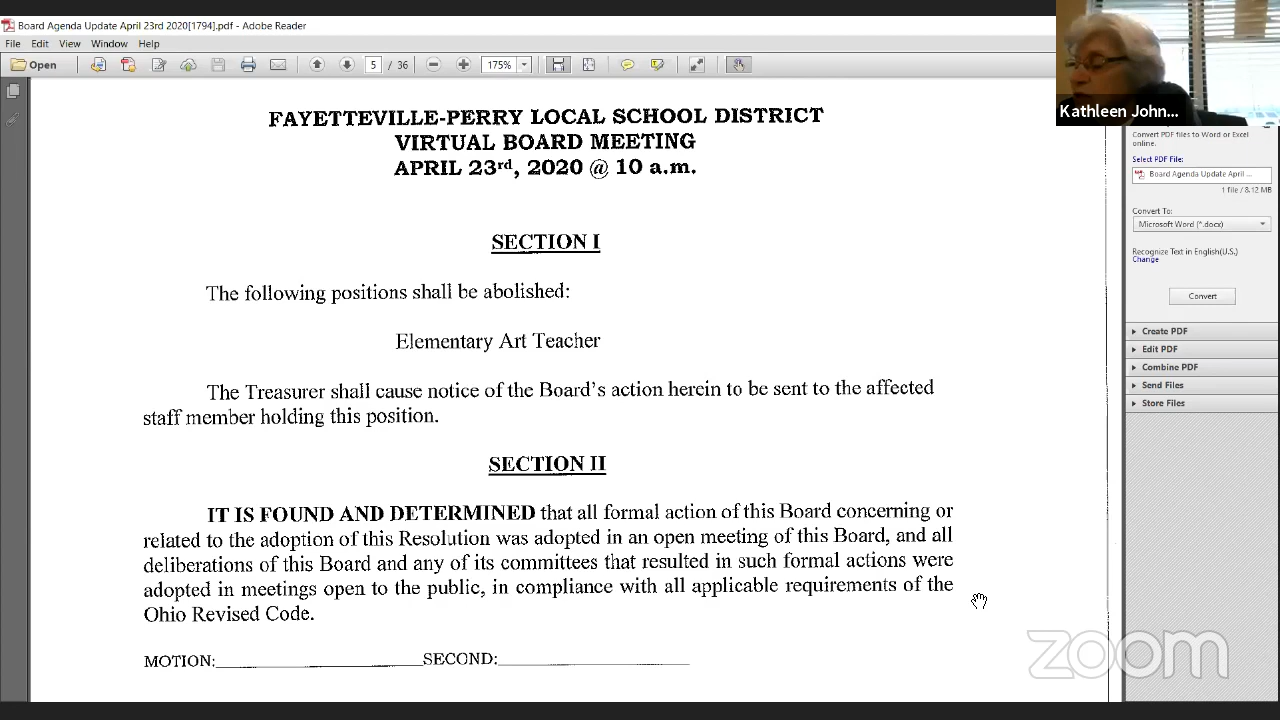 Board Agenda Update April 23rd 2020[1794].pdf - Adobe Reader
File Edit View Window Help
Open 5 / 36 175%
Kathleen John...
FAYETTEVILLE-PERRY LOCAL SCHOOL DISTRICT
VIRTUAL BOARD MEETING
APRIL 23rd, 2020 @ 10 a.m.
SECTION I
The following positions shall be abolished:
Elementary Art Teacher
The Treasurer shall cause notice of the Board's action herein to be sent to the affected
staff member holding this position.
SECTION II
IT IS FOUND AND DETERMINED that all formal action of this Board concerning or
related to the adoption of this Resolution was adopted in an open meeting of this Board, and all
deliberations of this Board and any of its committees that resulted in such formal actions were
adopted in meetings open to the public, in compliance with all applicable requirements of the
Ohio Revised Code.
MOTION:____________________SECOND:____________________
Convert PDF files to Word or Excel
online.
Select PDF File:
Board Agenda Update April ...
1 file / 8.12 MB
Convert To:
Microsoft Word (*.docx)
Recognize Text in English(U.S.)
Change
Convert
Create PDF
Edit PDF
Combine PDF
Send Files
Store Files
zoom